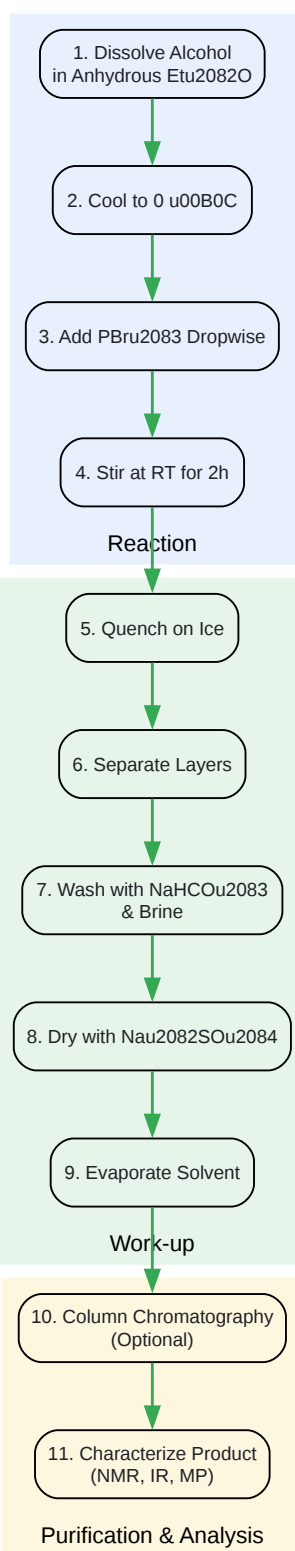 1. Dissolve Alcohol
in Anhydrous Etu2082O
2. Cool to 0 u00B0C
3. Add PBru2083 Dropwise
4. Stir at RT for 2h
Reaction
5. Quench on Ice
6. Separate Layers
7. Wash with NaHCOu2083
& Brine
8. Dry with Nau2082SOu2084
9. Evaporate Solvent
Work-up
10. Column Chromatography
(Optional)
11. Characterize Product
(NMR, IR, MP)
Purification & Analysis